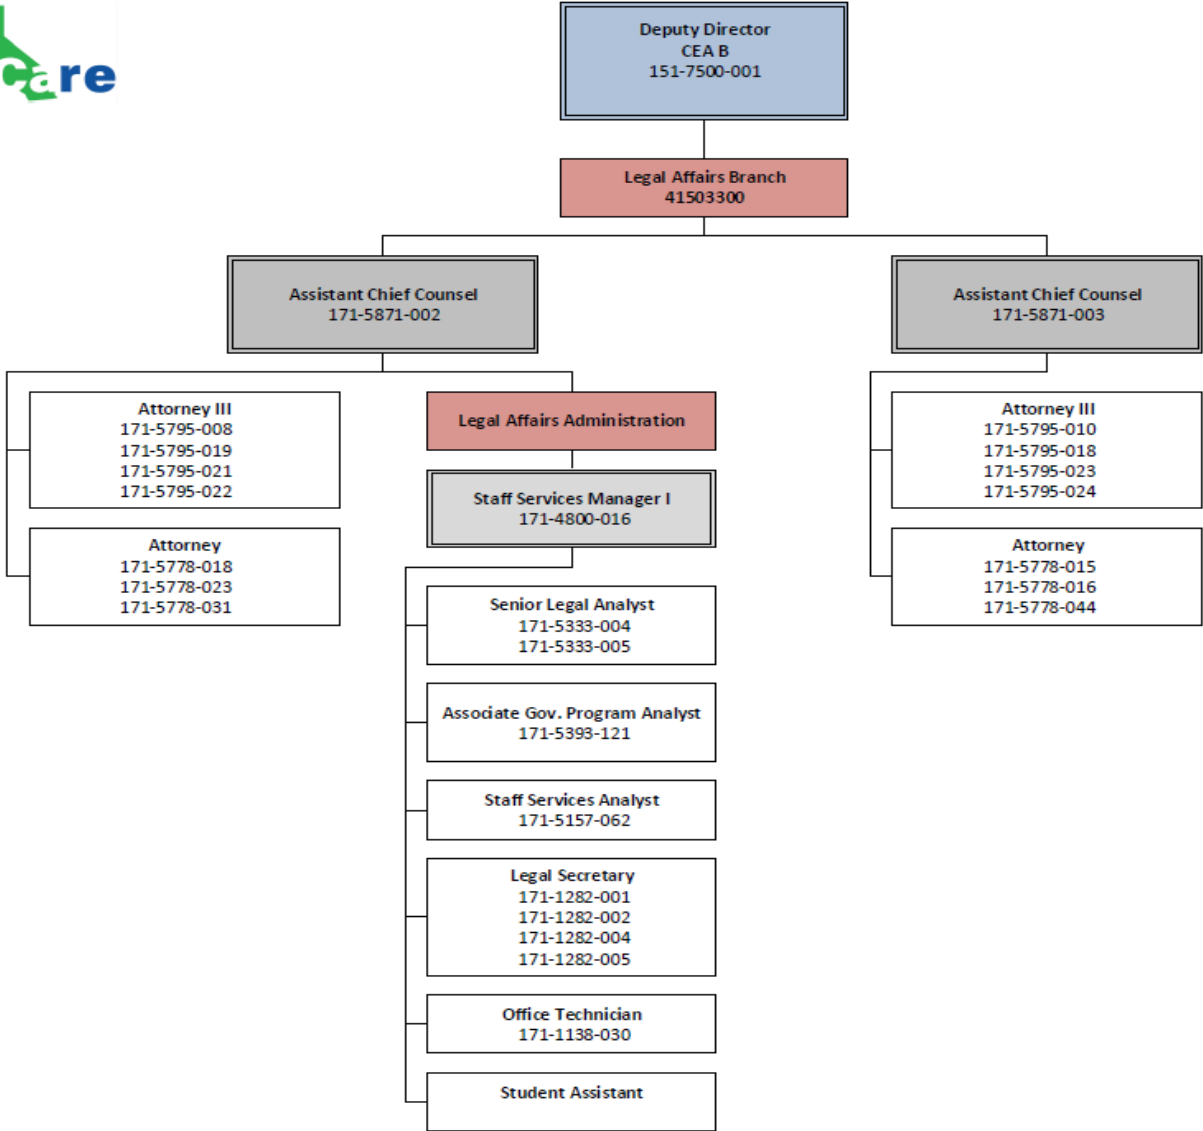 Care
Deputy Director
CEA B
151-7500-001
Legal Affairs Branch
41503300
Assistant Chief Counsel
171-5871-002
Assistant Chief Counsel
171-5871-003
Attorney III
171-5795-008
171-5795-019
171-5795-021
171-5795-022
Attorney
171-5778-018
171-5778-023
171-5778-031
Legal Affairs Administration
Staff Services Manager I
171-4800-016
Senior Legal Analyst
171-5333-004
171-5333-005
Associate Gov. Program Analyst
171-5393-121
Staff Services Analyst
171-5157-062
Legal Secretary
171-1282-001
171-1282-002
171-1282-004
171-1282-005
Office Technician
171-1138-030
Student Assistant
Attorney III
171-5795-010
171-5795-018
171-5795-023
171-5795-024
Attorney
171-5778-015
171-5778-016
171-5778-044